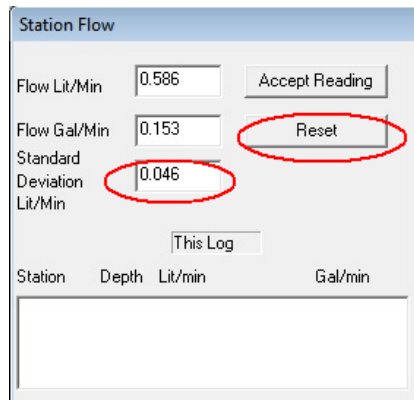 Station Flow
Flow Lit/Min 0.586 Accept Reading
Flow Gal/Min 0.153 Reset
Standard
Deviation 0.046
Lit/Min
This Log
Station Depth Lit/min Gal/min